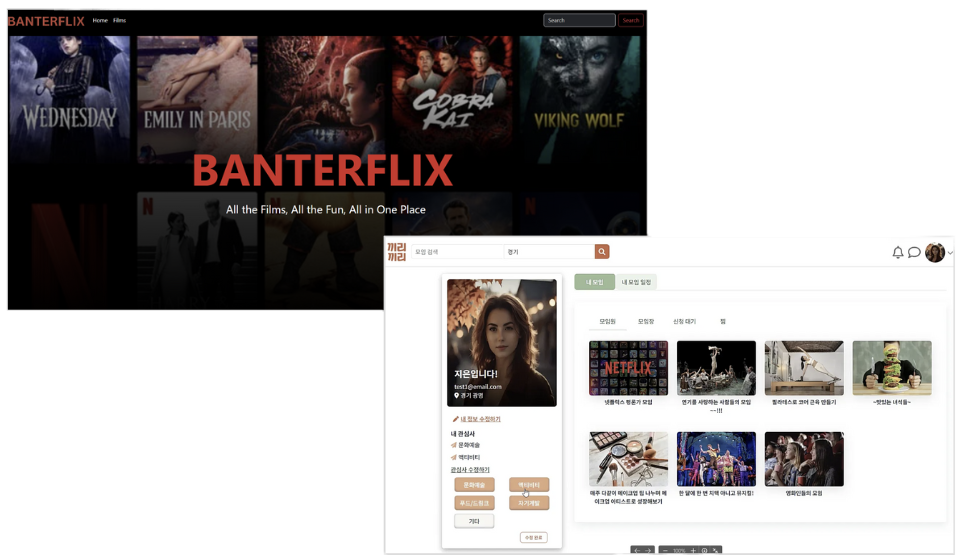 BANTERFLIX
Home Films
Search Search
WEDNESDAY
EMILY IN PARIS
COBRA
KAI
VIKING WOLF
BANTERFLIX
All the Films, All the Fun, All in One Place
끼리
끼리
모임 검색 경기
내 모임 내 모임 일정
모임원 모임장 신청 대기 찜
지은입니다!
test1@email.com
경기 광명
내 정보 수정하기
내 관심사
문화예술
액티비티
관심사 수정하기
문화예술 액티비티
푸드/드링크 자기계발
기타
수정 완료
NETFLIX
넷플릭스 평론가 모임
연기를 사랑하는 사람들의 모임
~~!!!
필라테스로 코어 근육 만들기
~맛있는 녀석들~
매주 다같이 메이크업 팁 나누며 메
이크업 아티스트로 성장해보기
한 달에 한 번 지택 아니고 뮤지컬!
영화인들의 모임
100%